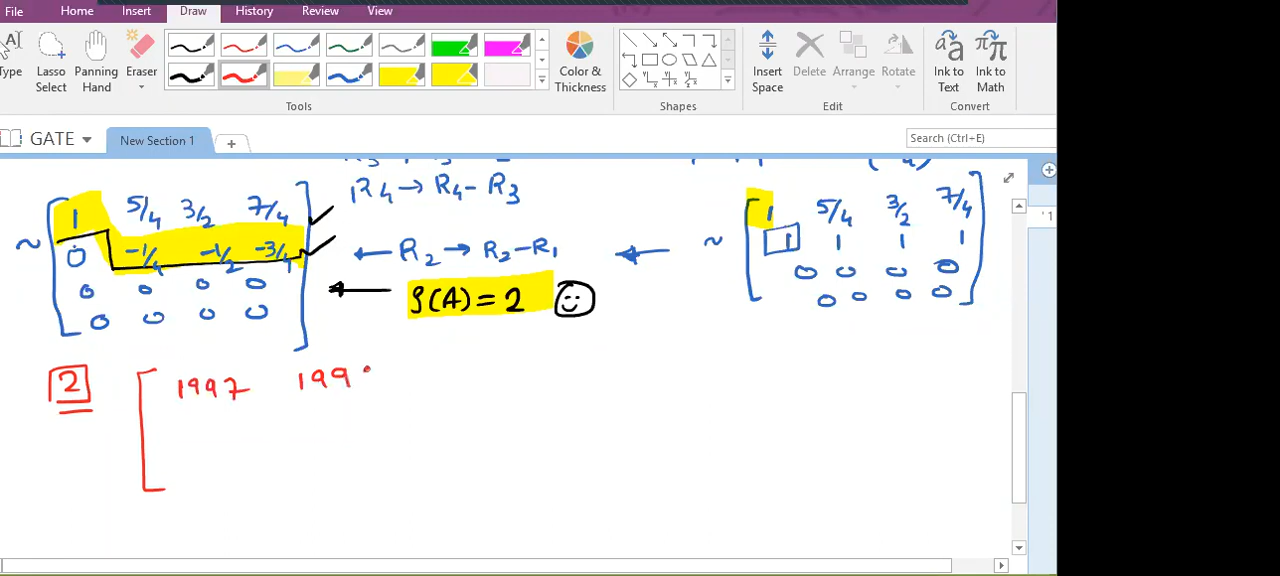 File Home Insert Draw History Review View
Type Lasso Select Panning Hand Eraser Color & Thickness Insert Space Delete Arrange Rotate Ink to Text Ink to Math
Tools Shapes Edit Convert
GATE New Section 1 + Search (Ctrl+E)
R4 → R4 - R3
~ [ 1 5/4 3/2 7/4
0 -1/4 -1/2 -3/4
0 0 0 0
0 0 0 0 ]
← R2 → R2 - R1 ←
ρ(A) = 2
~ [ 1 5/4 3/2 7/4
1 1 1 1
0 0 0 0
0 0 0 0 ]
2 [ 1997 199